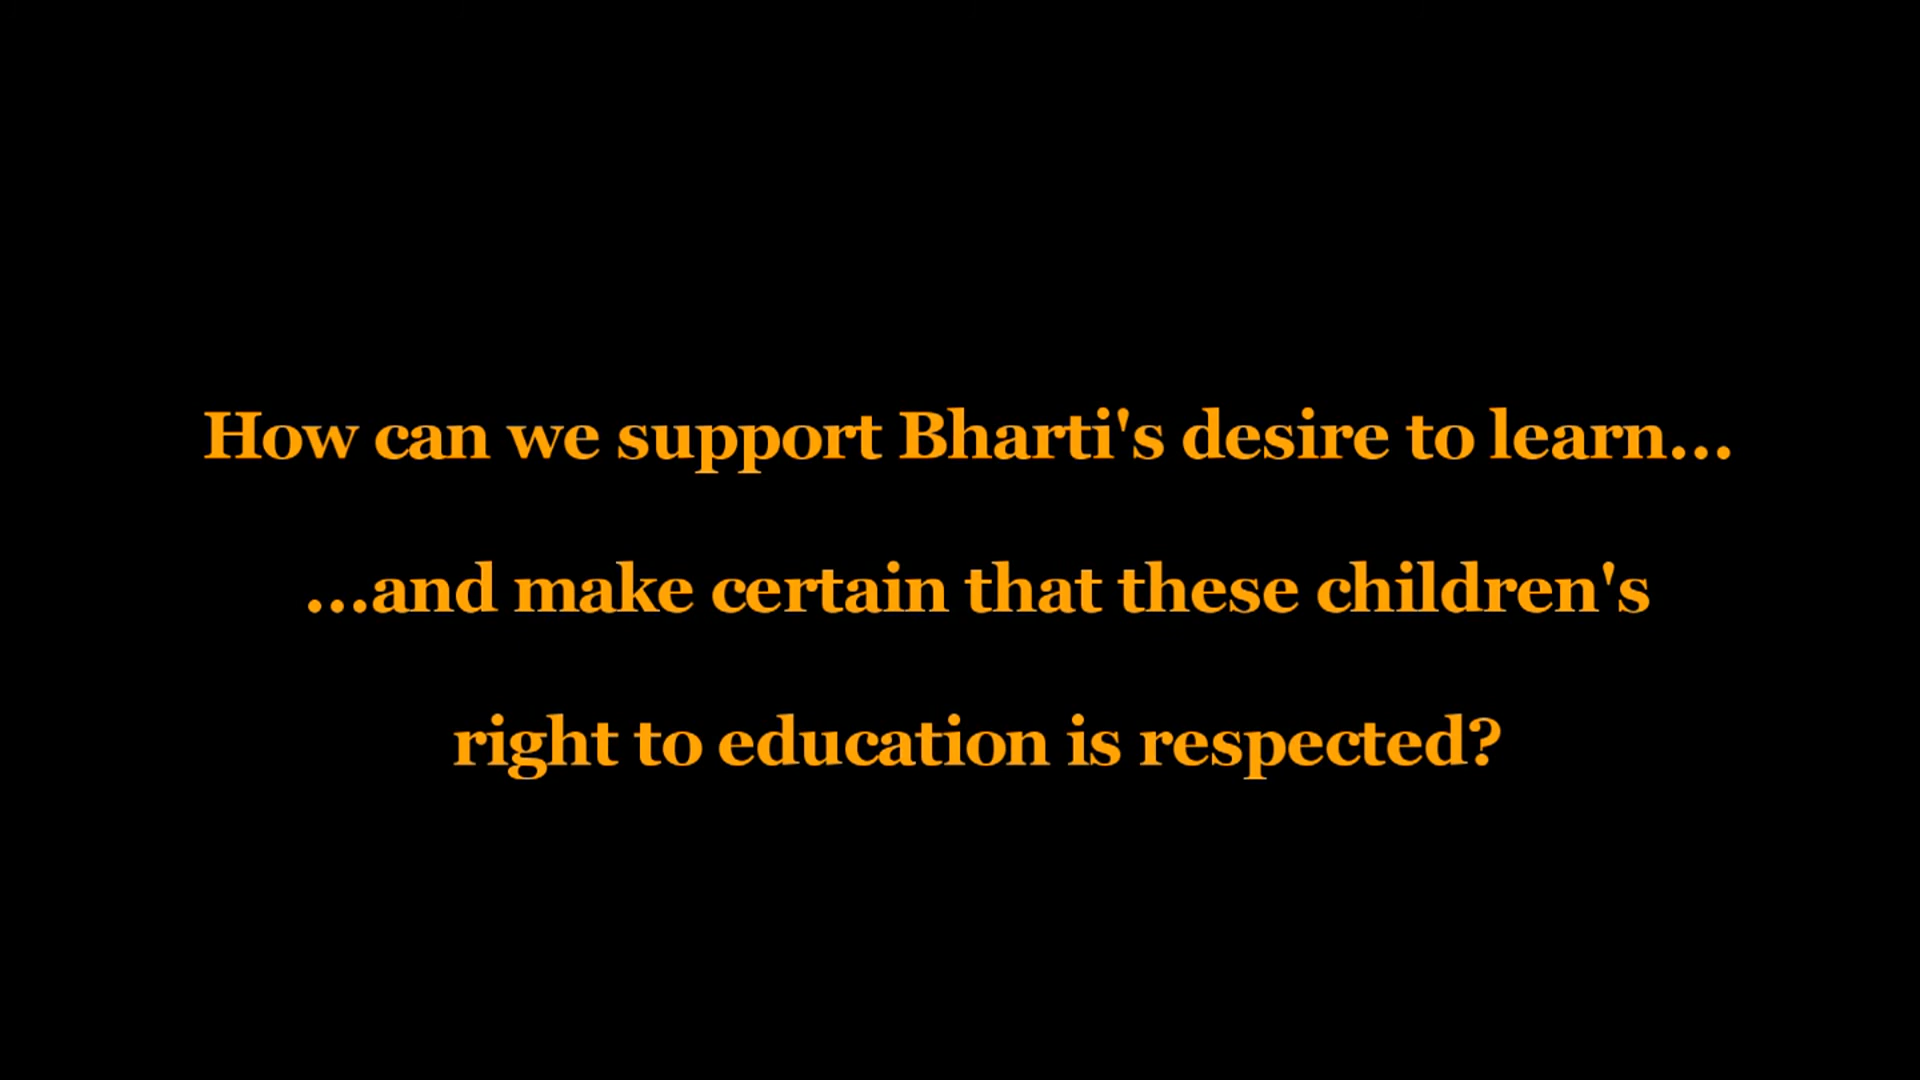 How can we support Bharti's desire to learn...
...and make certain that these children's
right to education is respected?